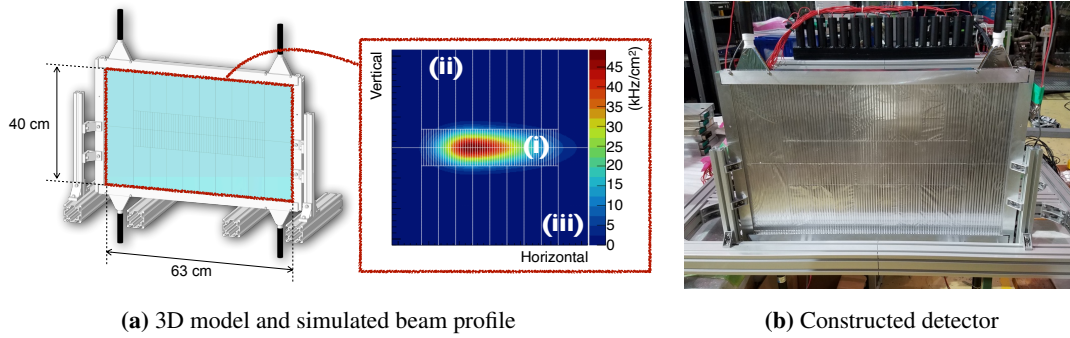 40 cm
63 cm
Vertical
(ii)
(i)
(iii)
Horizontal
45
40
35
30
25
20
15
10
5
0
(kHz/cm²)
(a) 3D model and simulated beam profile
(b) Constructed detector